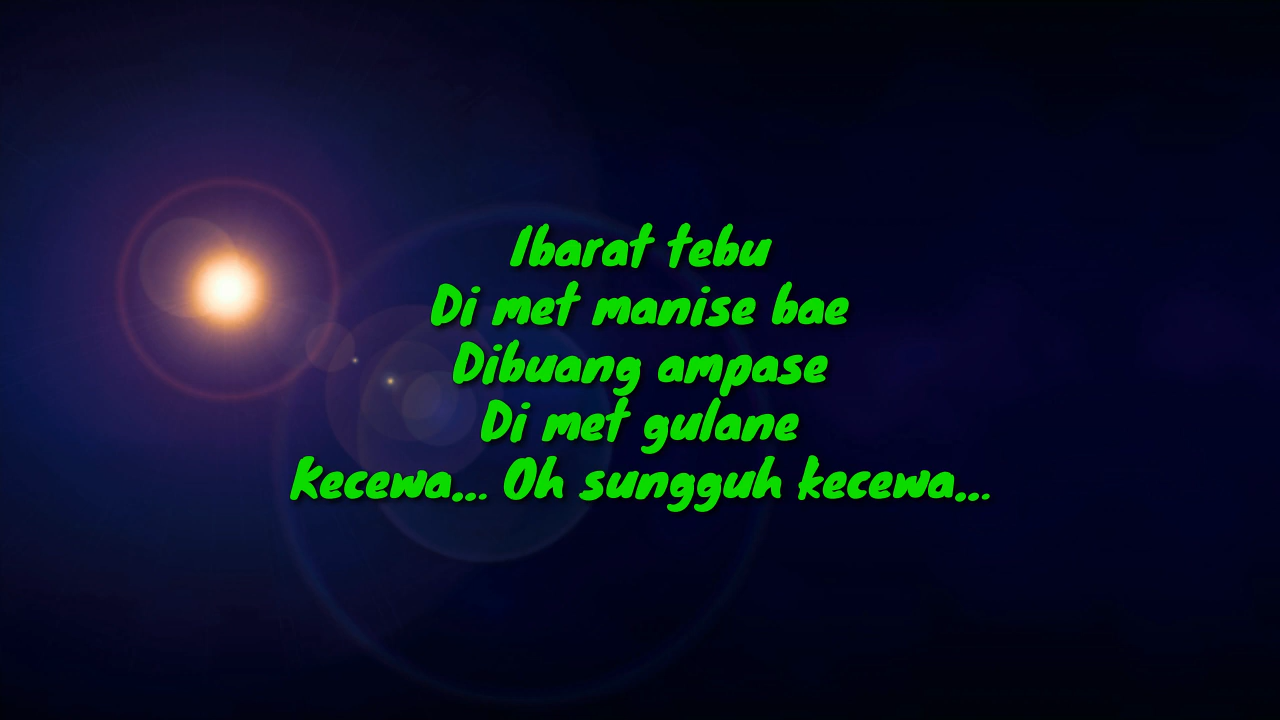 Ibarat tebu
Di met manise bae
Dibuang ampase
Di met gulane
Kecewa... Oh sungguh kecewa...